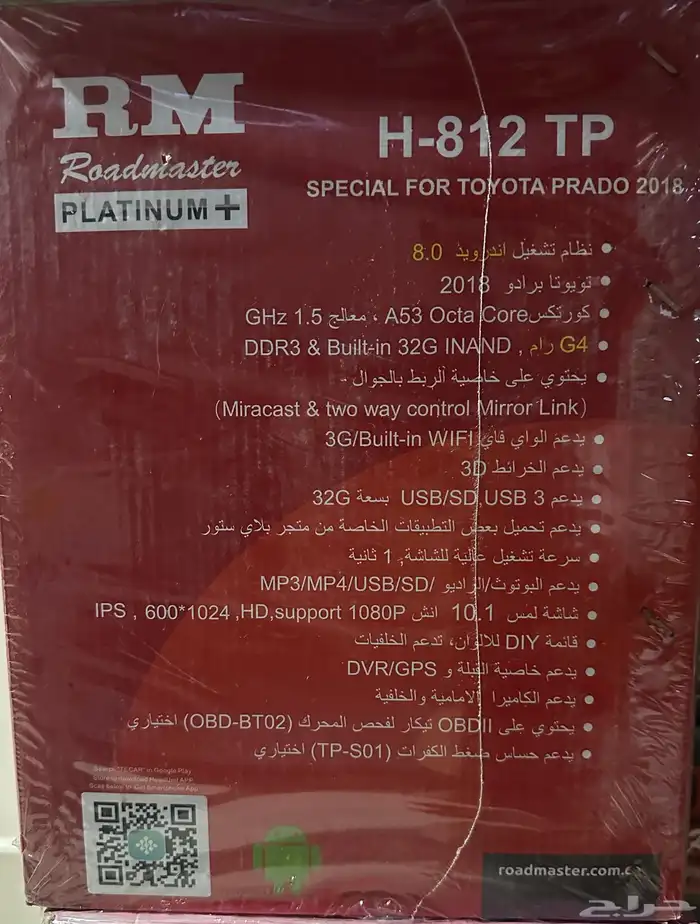 RM
Roadmaster
PLATINUM +
H-812 TP
SPECIAL FOR TOYOTA PRADO 2018
نظام تشغيل اندرويد 8.0
تويوتا برادو 2018
كورتكسA53 Octa Core ، معالج 1.5 GHz
G4 رام , DDR3 & Built-in 32G INAND
يحتوي على خاصية الربط بالجوال -
(Miracast & two way control Mirror Link)
يدعم الواي فاي 3G/Built-in WIFI
يدعم الخرائط 3D
يدعم USB/SD,USB 3 بسعة 32G
يدعم تحميل بعض التطبيقات الخاصة من متجر بلاي ستور
سرعة تشغيل عالية للشاشة, 1 ثانية
يدعم البوتوث/الراديو /MP3/MP4/USB/SD
شاشة لمس 10.1 انش IPS , 600*1024 ,HD,support 1080P
قائمة DIY للالوان، تدعم الخلفيات
يدعم خاصية القبلة و DVR/GPS
يدعم الكاميرا الامامية والخلفية
يحتوي على OBDII تيكار لفحص المحرك (OBD-BT02) اختياري
يدعم حساس ضغط الكفرات (TP-S01) اختياري
in Google Play
roadmaster.com.c
حراج